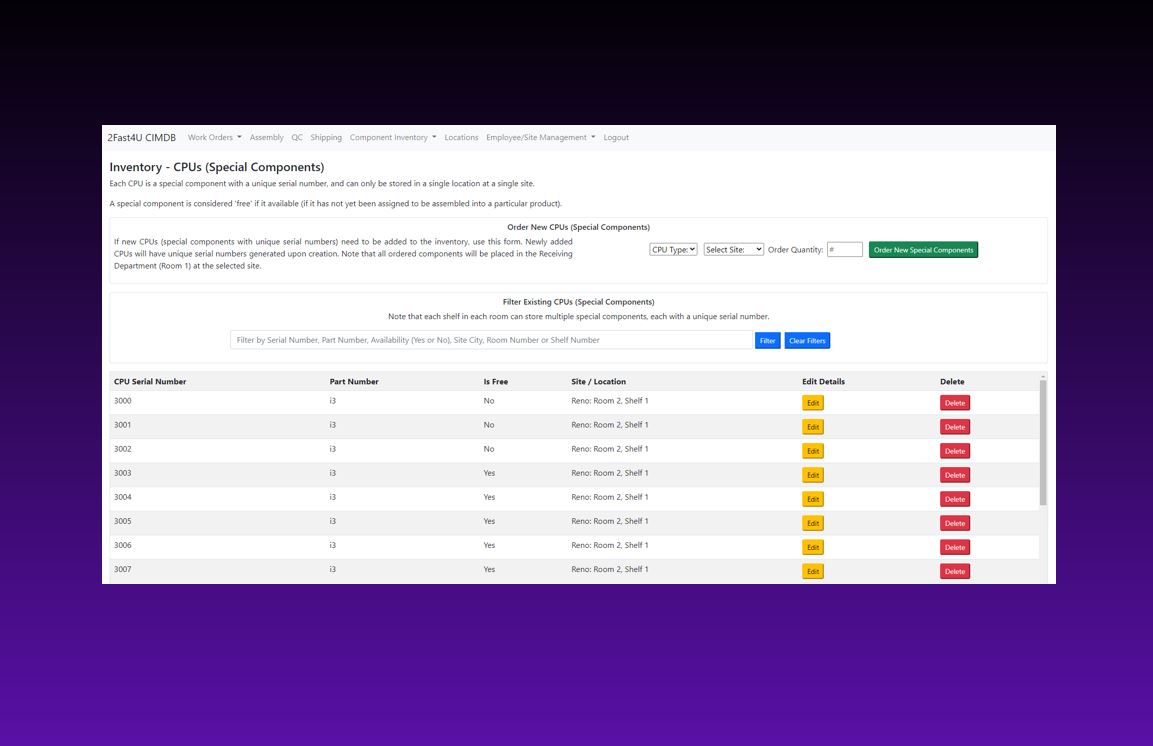 2Fast4U CIMDB Work Orders Assembly QC Shipping Component Inventory Locations Employee/Site Management Logout
Inventory - CPUs (Special Components)
Each CPU is a special component with a unique serial number, and can only be stored in a single location at a single site.
A special component is considered 'free' if it available (if it has not yet been assigned to be assembled into a particular product).
Order New CPUs (Special Components)
If new CPUs (special components with unique serial numbers) need to be added to the inventory, use this form. Newly added
CPUs will have unique serial numbers generated upon creation. Note that all ordered components will be placed in the Receiving
Department (Room 1) at the selected site.
CPU Type: Select Site: Order Quantity: # Order New Special Components
Filter Existing CPUs (Special Components)
Note that each shelf in each room can store multiple special components, each with a unique serial number.
Filter by Serial Number, Part Number, Availability (Yes or No), Site City, Room Number or Shelf Number Filter Clear Filters
CPU Serial Number Part Number Is Free Site / Location Edit Details Delete
3000 i3 No Reno: Room 2, Shelf 1 Edit Delete
3001 i3 No Reno: Room 2, Shelf 1 Edit Delete
3002 i3 No Reno: Room 2, Shelf 1 Edit Delete
3003 i3 Yes Reno: Room 2, Shelf 1 Edit Delete
3004 i3 Yes Reno: Room 2, Shelf 1 Edit Delete
3005 i3 Yes Reno: Room 2, Shelf 1 Edit Delete
3006 i3 Yes Reno: Room 2, Shelf 1 Edit Delete
3007 i3 Yes Reno: Room 2, Shelf 1 Edit Delete